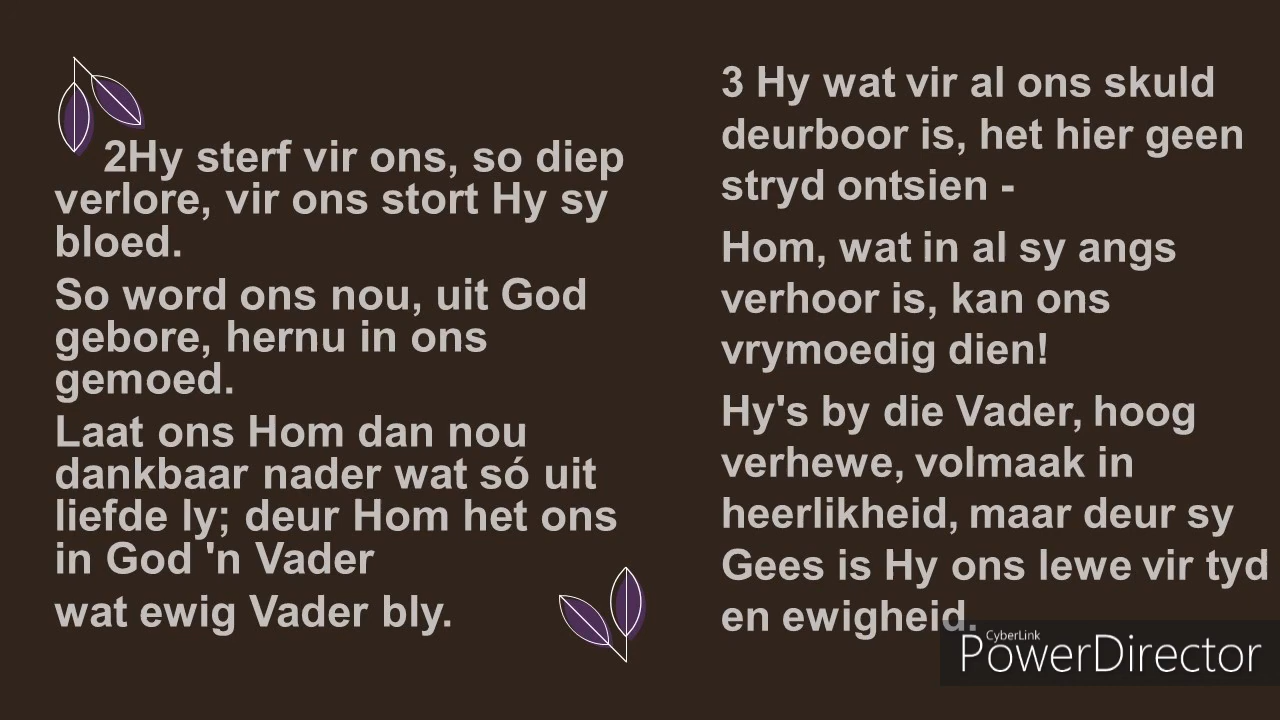 2Hy sterf vir ons, so diep
verlore, vir ons stort Hy sy
bloed.
So word ons nou, uit God
gebore, hernu in ons
gemoed.
Laat ons Hom dan nou
dankbaar nader wat só uit
liefde ly; deur Hom het ons
in God 'n Vader
wat ewig Vader bly.
3 Hy wat vir al ons skuld
deurboor is, het hier geen
stryd ontsien -
Hom, wat in al sy angs
verhoor is, kan ons
vrymoedig dien!
Hy's by die Vader, hoog
verhewe, volmaak in
heerlikheid, maar deur sy
Gees is Hy ons lewe vir tyd
en ewigheid.
CyberLink
PowerDirector